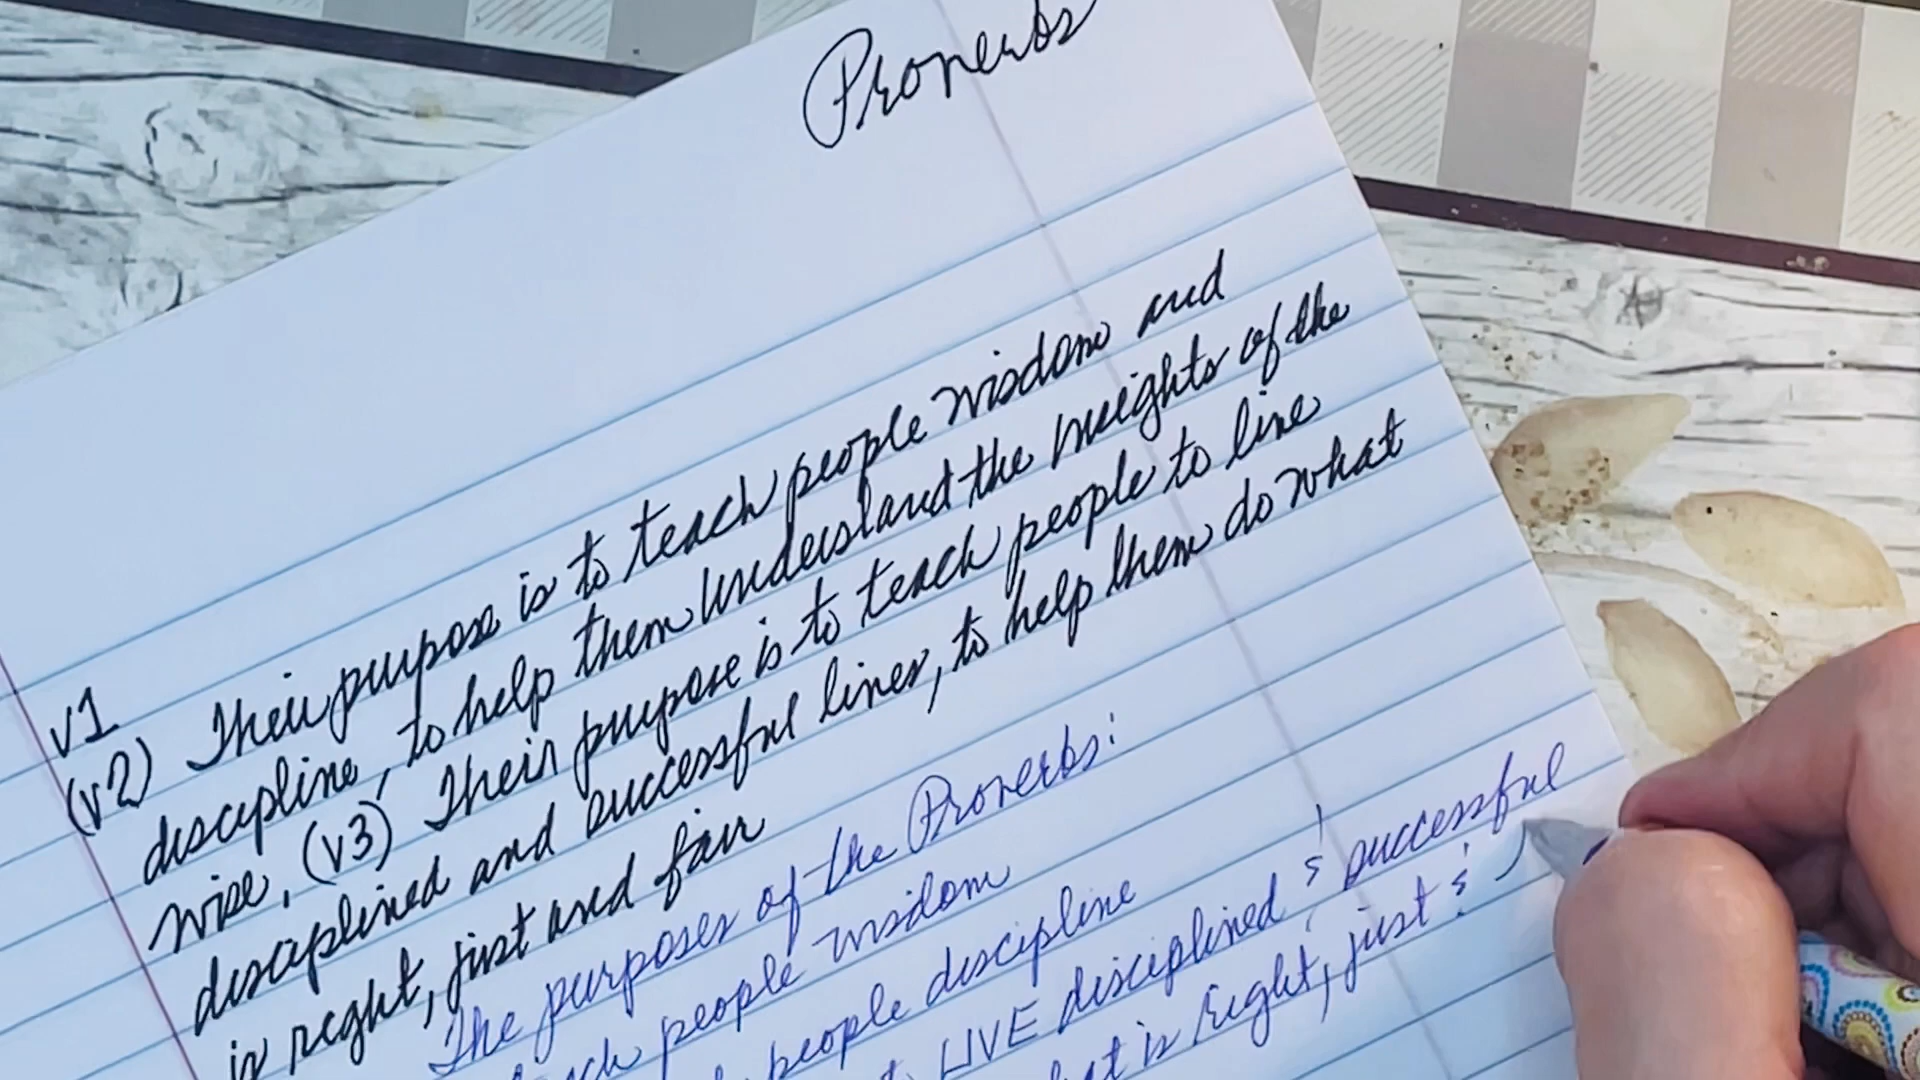 Proverbs
v1
(v2) Their purpose is to teach people wisdom and
discipline, to help them understand the insights of the
wise. (v3) Their purpose is to teach people to live
disciplined and successful lives, to help them do what
is right, just and fair
The purposes of the Proverbs:
people wisdom
people discipline
LIVE disciplined & successful
is right, just &